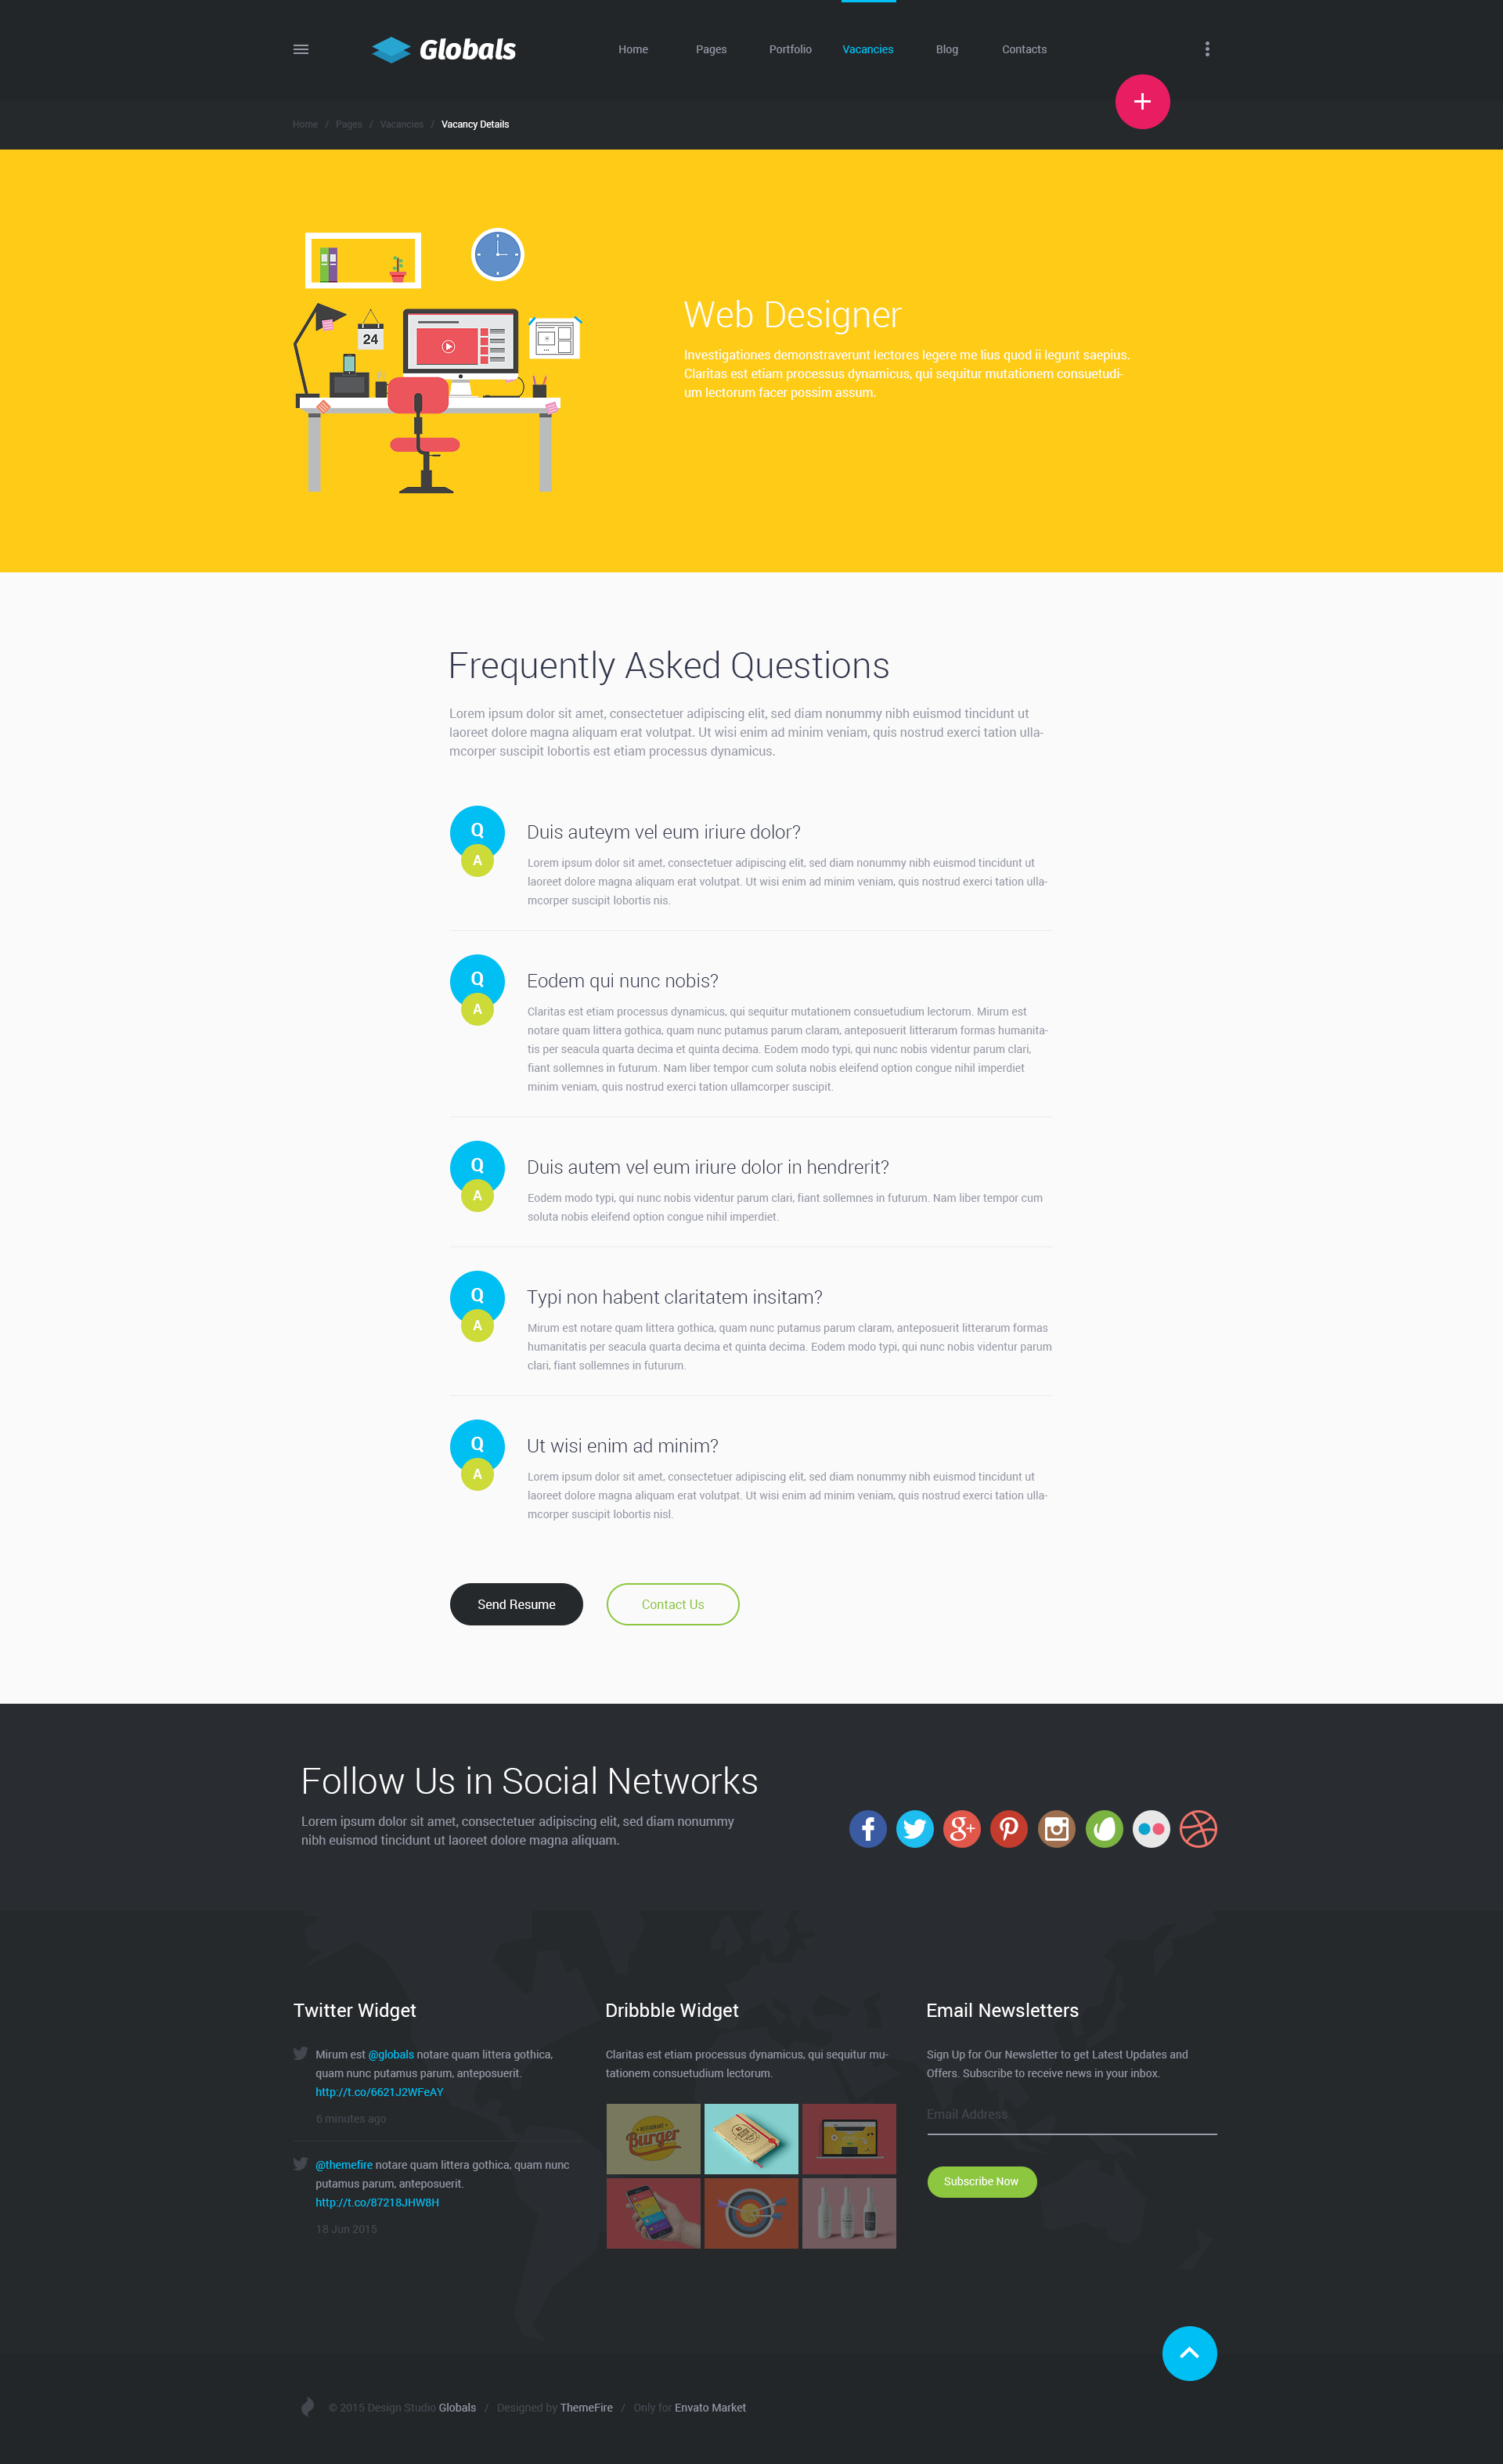 Globals
Home Pages Portfolio Vacancies Blog Contacts
Home / Pages / Vacancies / Vacancy Details
24
Web Designer
Investigationes demonstraverunt lectores legere me lius quod ii legunt saepius.
Claritas est etiam processus dynamicus, qui sequitur mutationem consuetudi-
um lectorum facer possim assum.
Frequently Asked Questions
Lorem ipsum dolor sit amet, consectetuer adipiscing elit, sed diam nonummy nibh euismod tincidunt ut
laoreet dolore magna aliquam erat volutpat. Ut wisi enim ad minim veniam, quis nostrud exerci tation ulla-
mcorper suscipit lobortis est etiam processus dynamicus.
Q
A
Duis auteym vel eum iriure dolor?
Lorem ipsum dolor sit amet, consectetuer adipiscing elit, sed diam nonummy nibh euismod tincidunt ut
laoreet dolore magna aliquam erat volutpat. Ut wisi enim ad minim veniam, quis nostrud exerci tation ulla-
mcorper suscipit lobortis nis.
Q
A
Eodem qui nunc nobis?
Claritas est etiam processus dynamicus, qui sequitur mutationem consuetudium lectorum. Mirum est
notare quam littera gothica, quam nunc putamus parum claram, anteposuerit litterarum formas humanita-
tis per seacula quarta decima et quinta decima. Eodem modo typi, qui nunc nobis videntur parum clari,
fiant sollemnes in futurum. Nam liber tempor cum soluta nobis eleifend option congue nihil imperdiet
minim veniam, quis nostrud exerci tation ullamcorper suscipit.
Q
A
Duis autem vel eum iriure dolor in hendrerit?
Eodem modo typi, qui nunc nobis videntur parum clari, fiant sollemnes in futurum. Nam liber tempor cum
soluta nobis eleifend option congue nihil imperdiet.
Q
A
Typi non habent claritatem insitam?
Mirum est notare quam littera gothica, quam nunc putamus parum claram, anteposuerit litterarum formas
humanitatis per seacula quarta decima et quinta decima. Eodem modo typi, qui nunc nobis videntur parum
clari, fiant sollemnes in futurum.
Q
A
Ut wisi enim ad minim?
Lorem ipsum dolor sit amet, consectetuer adipiscing elit, sed diam nonummy nibh euismod tincidunt ut
laoreet dolore magna aliquam erat volutpat. Ut wisi enim ad minim veniam, quis nostrud exerci tation ulla-
mcorper suscipit lobortis nisl.
Send Resume Contact Us
Follow Us in Social Networks
Lorem ipsum dolor sit amet, consectetuer adipiscing elit, sed diam nonummy
nibh euismod tincidunt ut laoreet dolore magna aliquam.
Twitter Widget
Mirum est @globals notare quam littera gothica,
quam nunc putamus parum, anteposuerit.
http://t.co/6621J2WFeAY
6 minutes ago
@themefire notare quam littera gothica, quam nunc
putamus parum, anteposuerit.
http://t.co/87218JHW8H
18 Jun 2015
Dribbble Widget
Claritas est etiam processus dynamicus, qui sequitur mu-
tationem consuetudium lectorum.
Burger
Email Newsletters
Sign Up for Our Newsletter to get Latest Updates and
Offers. Subscribe to receive news in your inbox.
Email Address
Subscribe Now
© 2015 Design Studio Globals / Designed by ThemeFire / Only for Envato Market